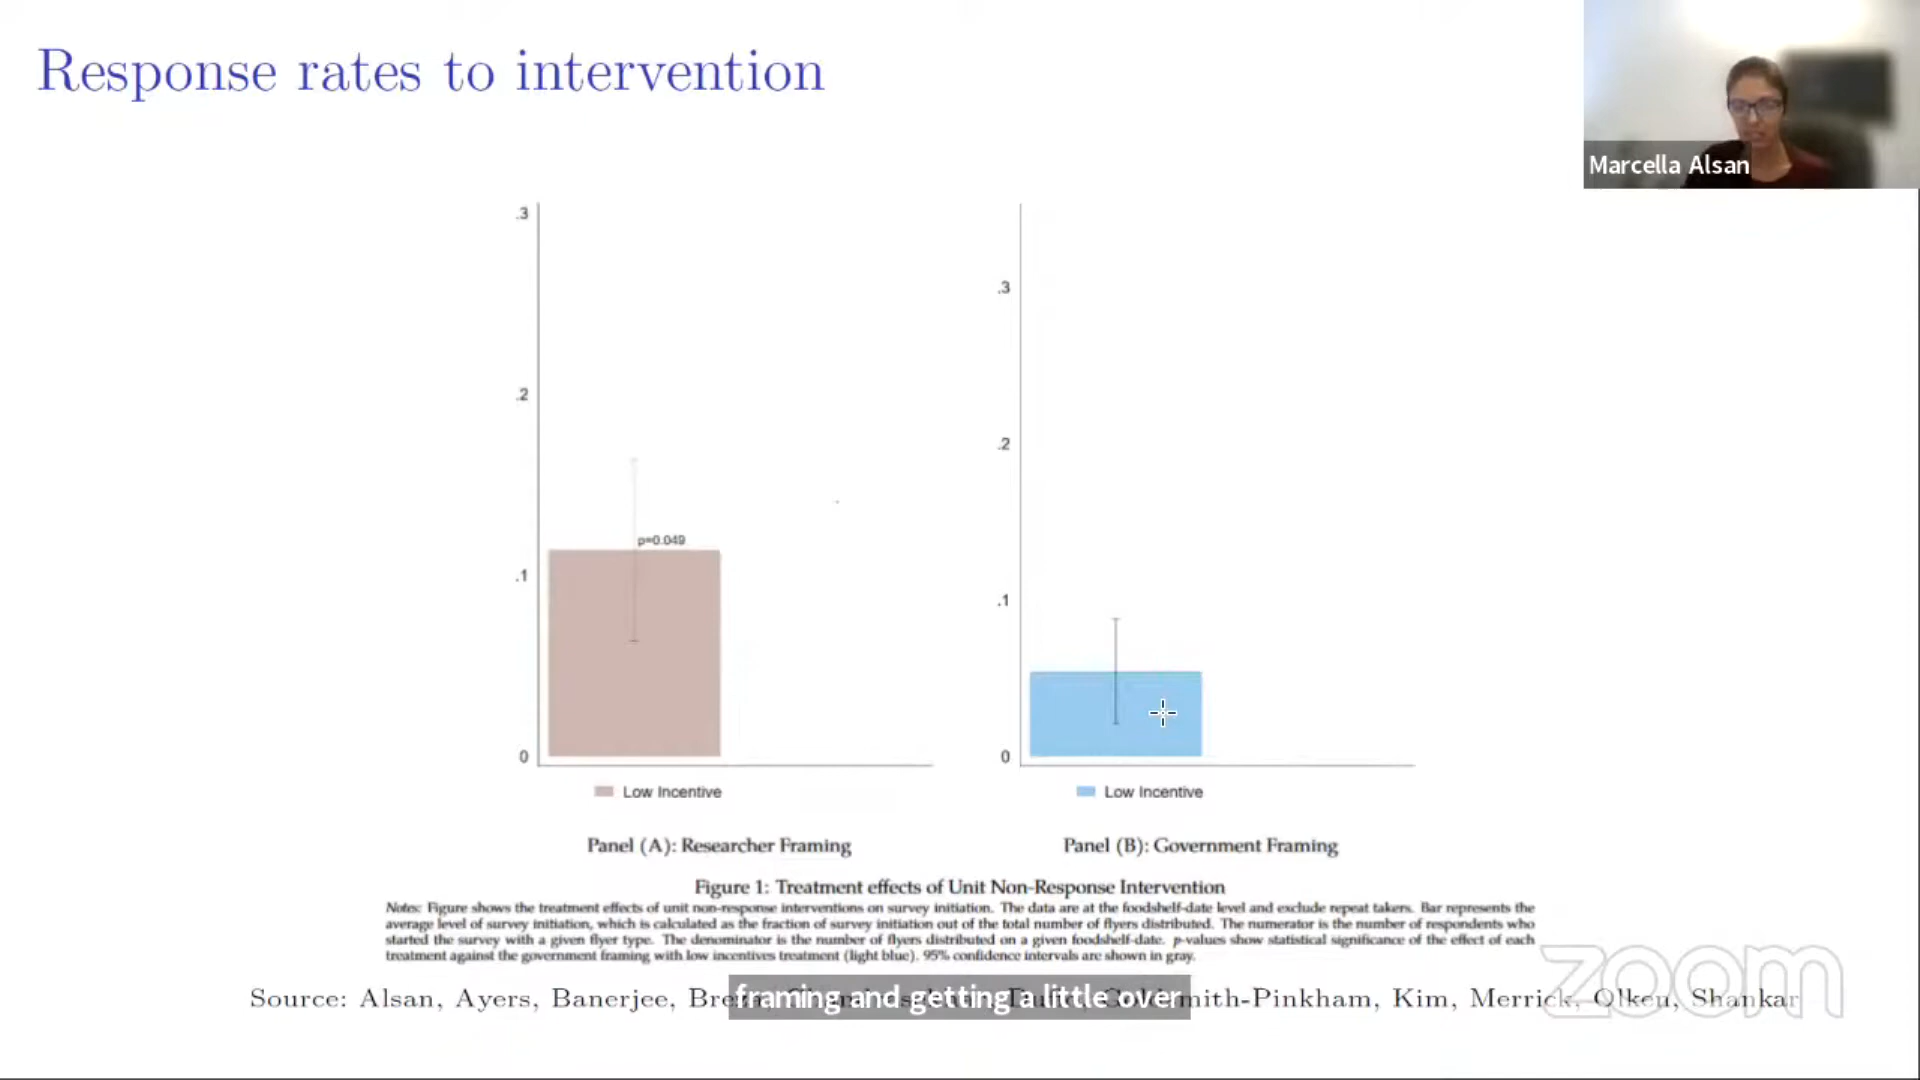 Response rates to intervention
Marcella Alsan
.3
.2
.1
0
p=0.049
Low Incentive
Panel (A): Researcher Framing
.3
.2
.1
0
Low Incentive
Panel (B): Government Framing
Figure 1: Treatment effects of Unit Non-Response Intervention
Notes: Figure shows the treatment effects of unit non-response interventions on survey initiation. The data are at the foodshelf-date level and exclude repeat takers. Bar represents the
average level of survey initiation, which is calculated as the fraction of survey initiation out of the total number of flyers distributed. The numerator is the number of respondents who
started the survey with a given flyer type. The denominator is the number of flyers distributed on a given foodshelf-date. p-values show statistical significance of the effect of each
treatment against the government framing with low incentives treatment (light blue). 95% confidence intervals are shown in gray.
Source: Alsan, Ayers, Banerjee, Kim, Merrick, Olken, Shankar
framing and getting a little over
zoom